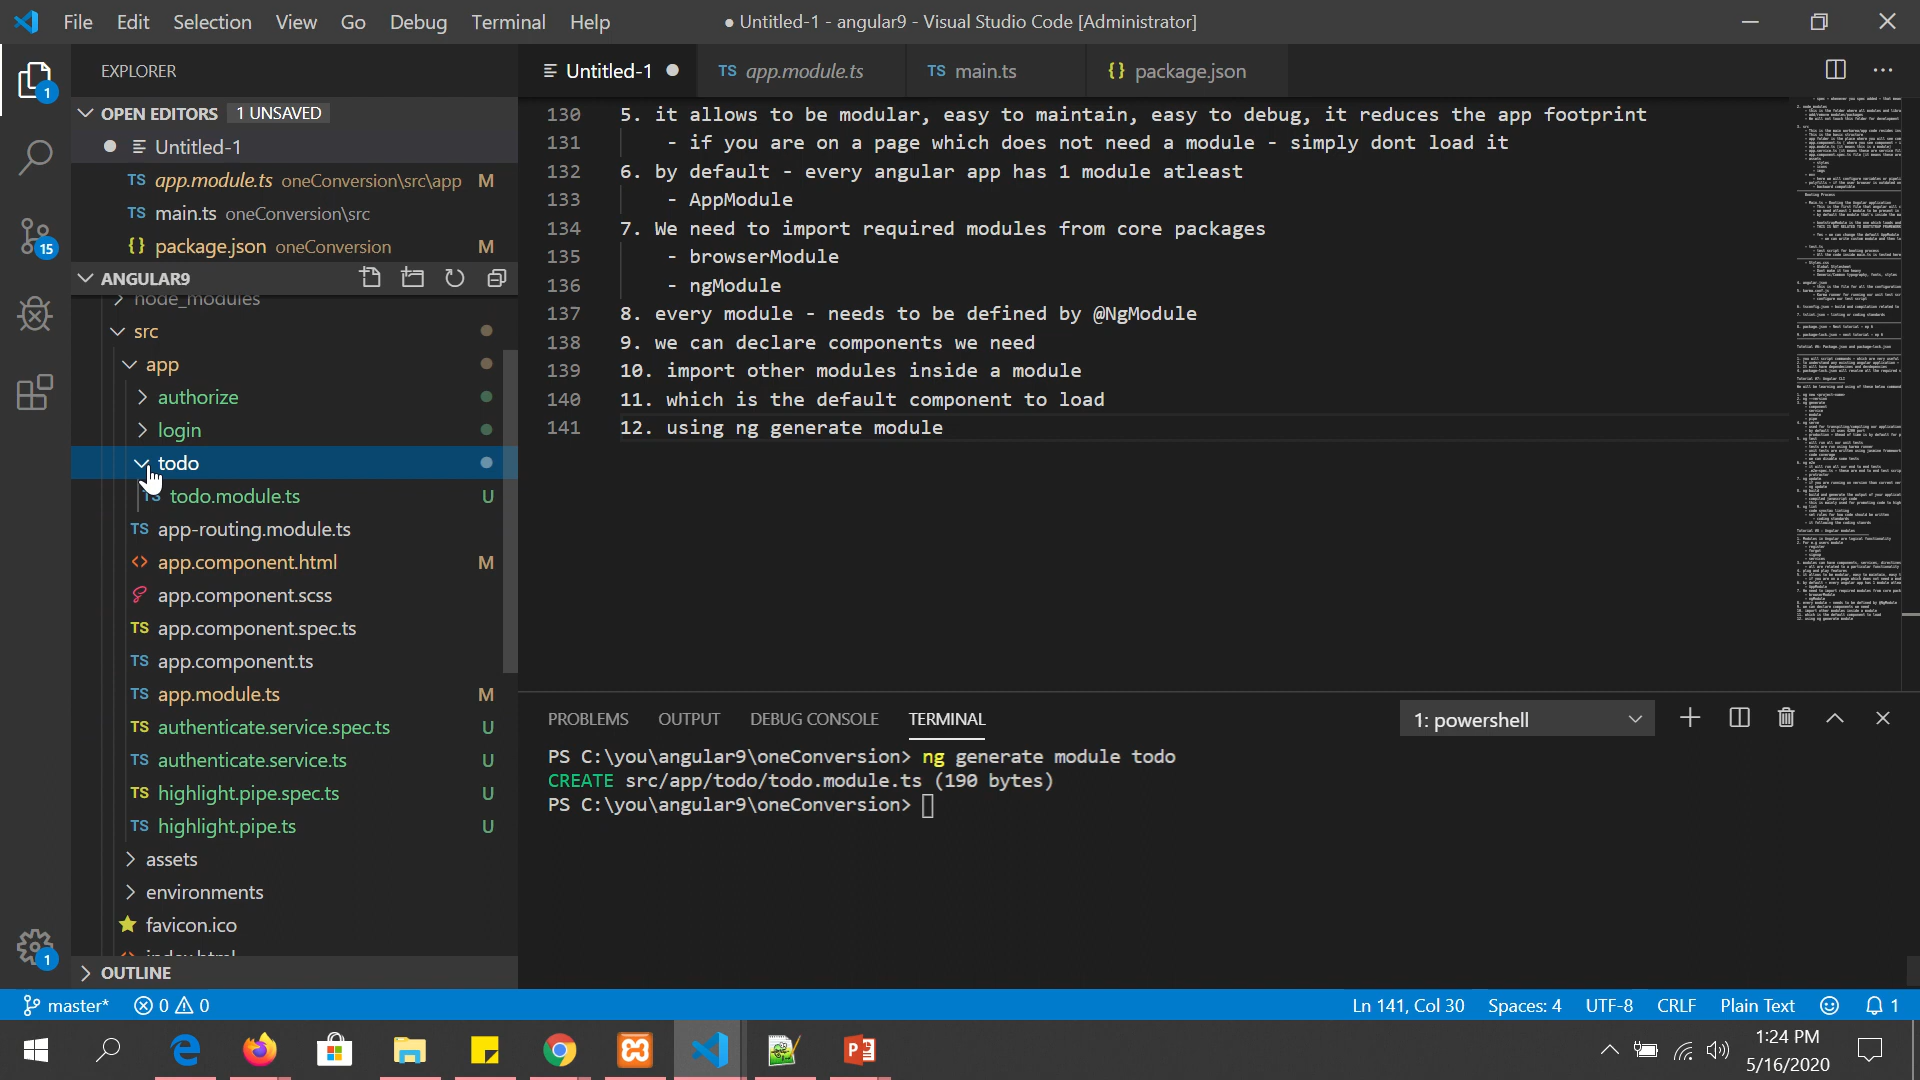 File Edit Selection View Go Debug Terminal Help
● Untitled-1 - angular9 - Visual Studio Code [Administrator]
EXPLORER
Untitled-1
TS app.module.ts
TS main.ts
{} package.json
OPEN EDITORS 1 UNSAVED
Untitled-1
TS app.module.ts oneConversion\src\app M
TS main.ts oneConversion\src
{} package.json oneConversion M
ANGULAR9
node_modules
src
app
authorize
login
todo
TS todo.module.ts U
TS app-routing.module.ts
<> app.component.html M
app.component.scss
TS app.component.spec.ts
TS app.component.ts
TS app.module.ts M
TS authenticate.service.spec.ts U
TS authenticate.service.ts U
TS highlight.pipe.spec.ts U
TS highlight.pipe.ts U
assets
environments
favicon.ico
<> index.html
OUTLINE
130 5. it allows to be modular, easy to maintain, easy to debug, it reduces the app footprint
131 - if you are on a page which does not need a module - simply dont load it
132 6. by default - every angular app has 1 module atleast
133 - AppModule
134 7. We need to import required modules from core packages
135 - browserModule
136 - ngModule
137 8. every module - needs to be defined by @NgModule
138 9. we can declare components we need
139 10. import other modules inside a module
140 11. which is the default component to load
141 12. using ng generate module
PROBLEMS OUTPUT DEBUG CONSOLE TERMINAL
1: powershell
PS C:\you\angular9\oneConversion> ng generate module todo
CREATE src/app/todo/todo.module.ts (190 bytes)
PS C:\you\angular9\oneConversion>
1
15
1
master* 0 0
Ln 141, Col 30 Spaces: 4 UTF-8 CRLF Plain Text 1
1:24 PM
5/16/2020